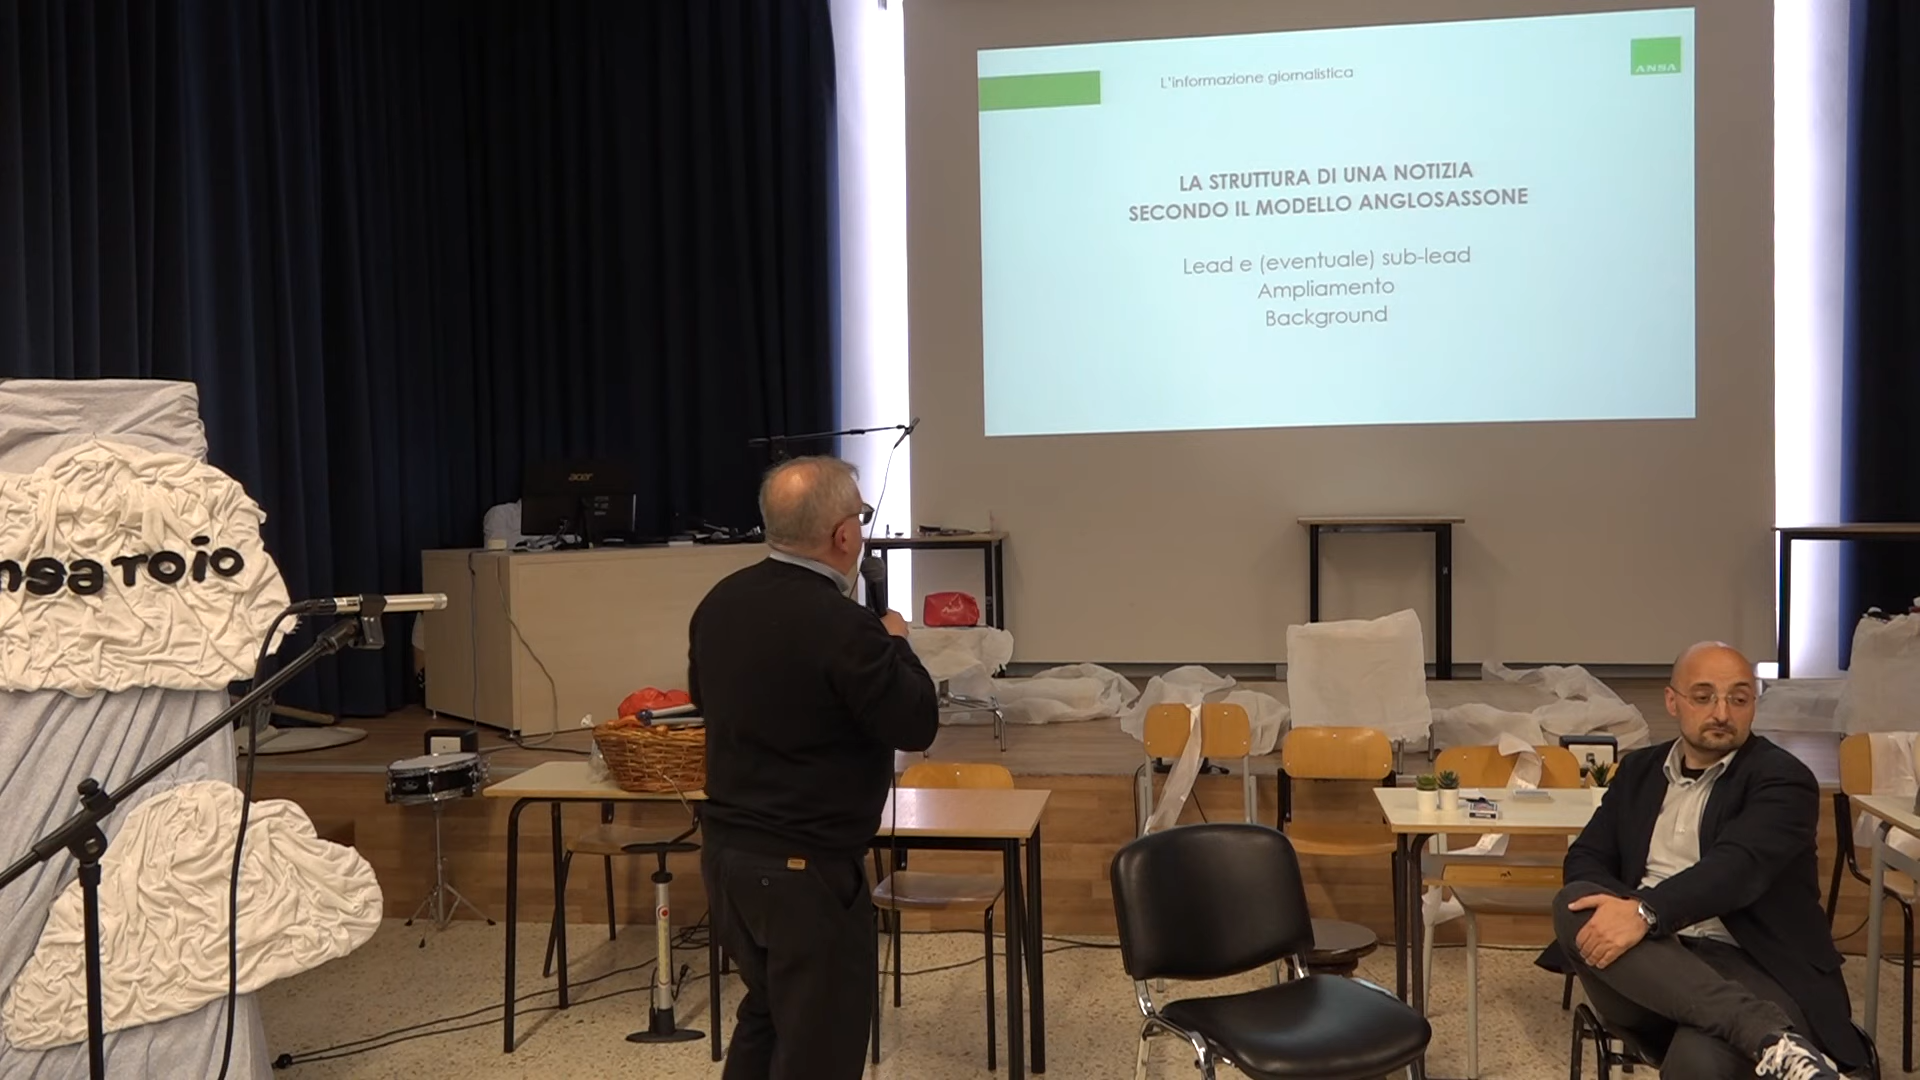 L'informazione giornalistica
ANSA
LA STRUTTURA DI UNA NOTIZIA
SECONDO IL MODELLO ANGLOSASSONE
Lead e (eventuale) sub-lead
Ampliamento
Background
acer
nsaToio